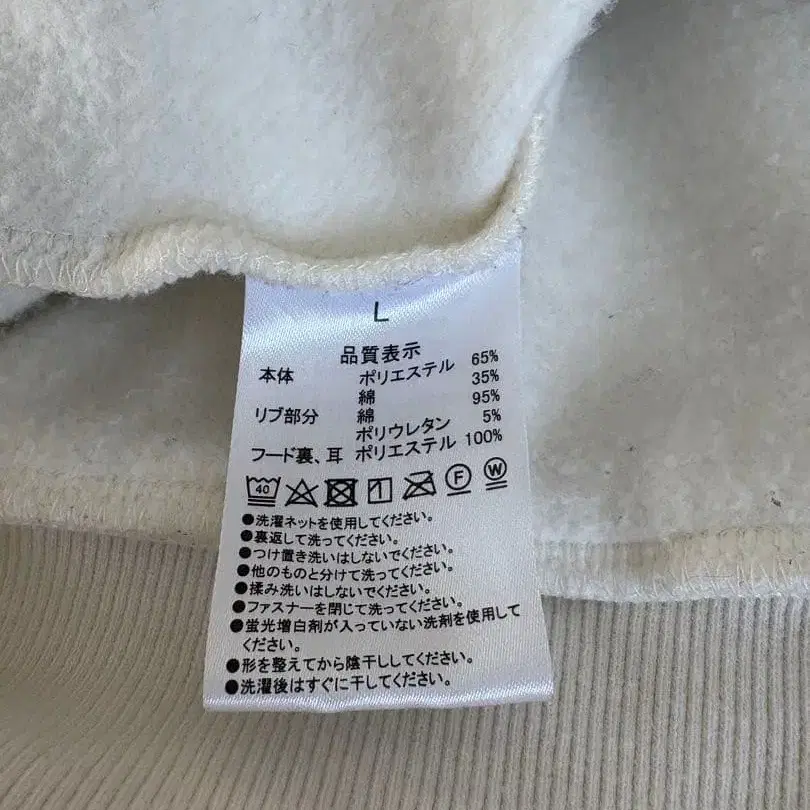 L
品質表示
本体 ポリエステル 65%
綿 35%
リブ部分 綿 95%
ポリウレタン 5%
フード裏、耳 ポリエステル 100%
40 1 F W
●洗濯ネットを使用してください。
●裏返して洗ってください。
●つけ置き洗いはしないでください。
●他のものと分けて洗ってください。
●揉み洗いはしないでください。
●ファスナーを閉じて洗ってください。
●蛍光増白剤が入っていない洗剤を使用して
ください。
●形を整えてから陰干ししてください。
●洗濯後はすぐに干してください。